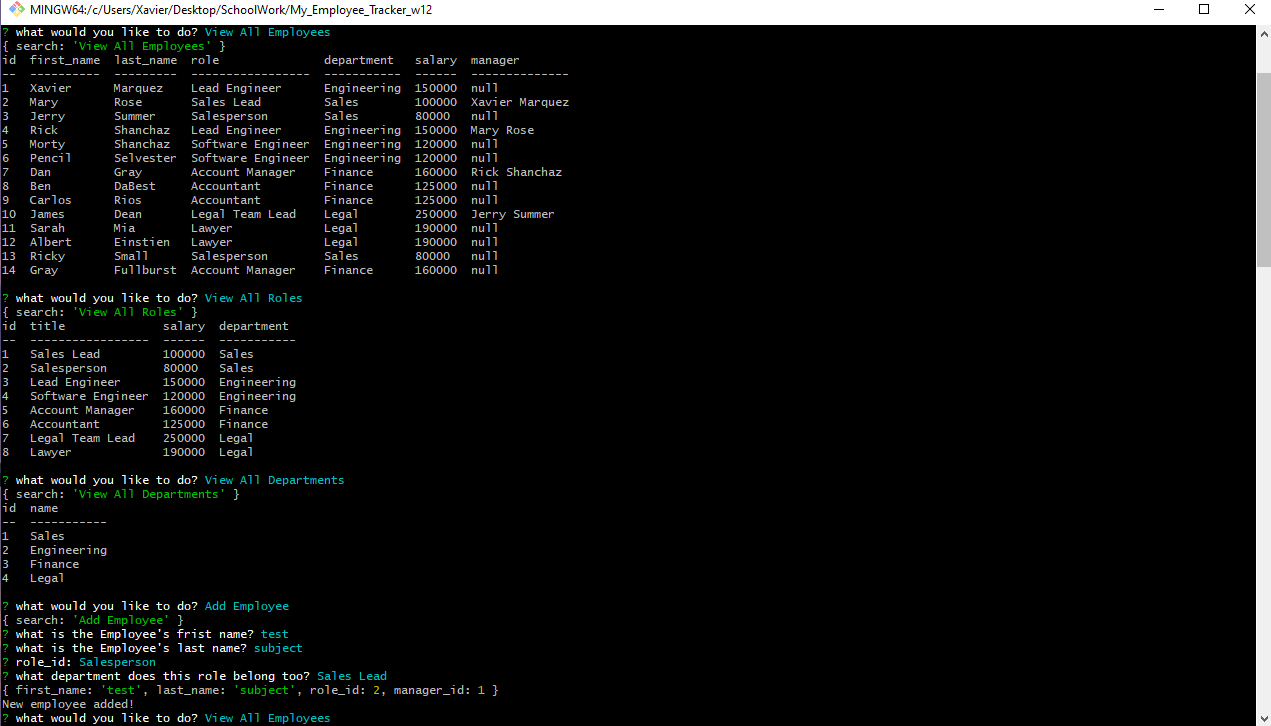 MINGW64:/c/Users/Xavier/Desktop/SchoolWork/My_Employee_Tracker_w12
? what would you like to do? View All Employees
{ search: 'View All Employees' }
id  first_name  last_name  role               department   salary  manager
--  ----------  ---------  -----------------  -----------  ------  --------------
1   Xavier      Marquez    Lead Engineer      Engineering  150000  null
2   Mary        Rose       Sales Lead         Sales        100000  Xavier Marquez
3   Jerry       Summer     Salesperson        Sales        80000   null
4   Rick        Shanchaz   Lead Engineer      Engineering  150000  Mary Rose
5   Morty       Shanchaz   Software Engineer  Engineering  120000  null
6   Pencil      Selvester  Software Engineer  Engineering  120000  null
7   Dan         Gray       Account Manager    Finance      160000  Rick Shanchaz
8   Ben         DaBest     Accountant         Finance      125000  null
9   Carlos      Rios       Accountant         Finance      125000  null
10  James       Dean       Legal Team Lead    Legal        250000  Jerry Summer
11  Sarah       Mia        Lawyer             Legal        190000  null
12  Albert      Einstien   Lawyer             Legal        190000  null
13  Ricky       Small      Salesperson        Sales        80000   null
14  Gray        Fullburst  Account Manager    Finance      160000  null
? what would you like to do? View All Roles
{ search: 'View All Roles' }
id  title              salary  department
--  -----------------  ------  -----------
1   Sales Lead         100000  Sales
2   Salesperson        80000   Sales
3   Lead Engineer      150000  Engineering
4   Software Engineer  120000  Engineering
5   Account Manager    160000  Finance
6   Accountant         125000  Finance
7   Legal Team Lead    250000  Legal
8   Lawyer             190000  Legal
? what would you like to do? View All Departments
{ search: 'View All Departments' }
id  name
--  -----------
1   Sales
2   Engineering
3   Finance
4   Legal
? what would you like to do? Add Employee
{ search: 'Add Employee' }
? what is the Employee's frist name? test
? what is the Employee's last name? subject
? role_id: Salesperson
? what department does this role belong too? Sales Lead
{ first_name: 'test', last_name: 'subject', role_id: 2, manager_id: 1 }
New employee added!
? what would you like to do? View All Employees